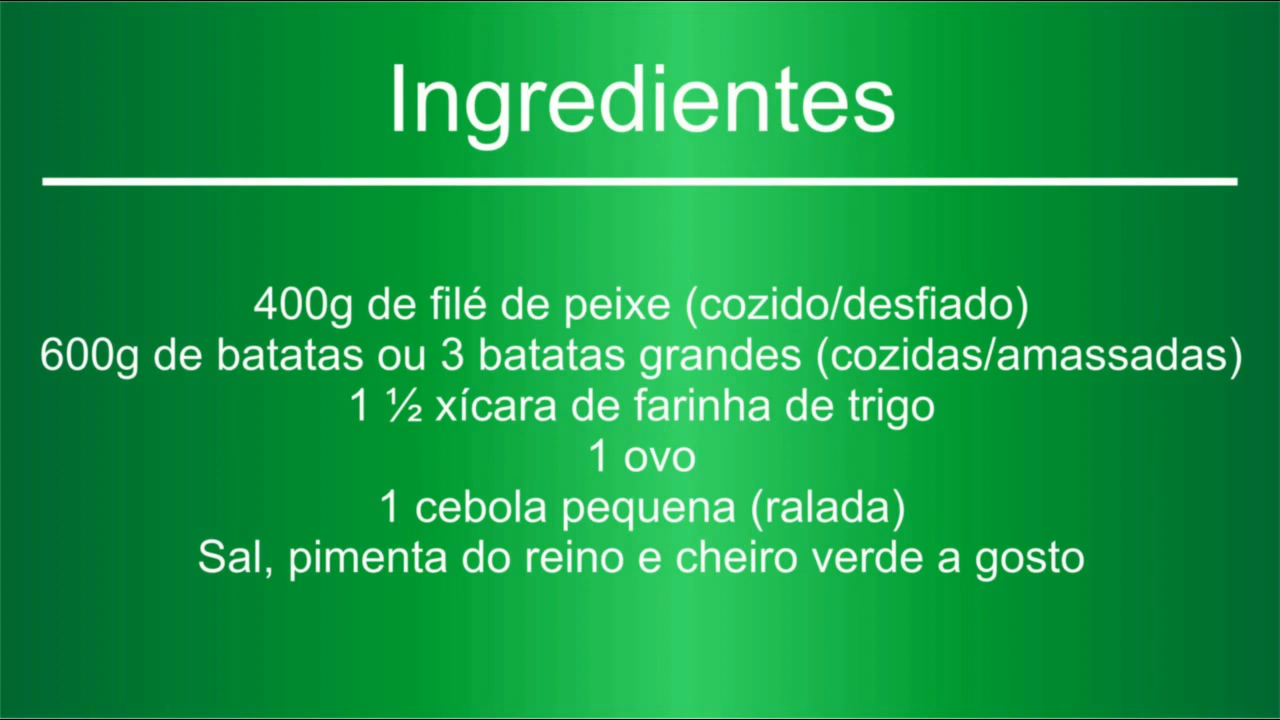 Ingredientes
400g de filé de peixe (cozido/desfiado)
600g de batatas ou 3 batatas grandes (cozidas/amassadas)
1 ½ xícara de farinha de trigo
1 ovo
1 cebola pequena (ralada)
Sal, pimenta do reino e cheiro verde a gosto